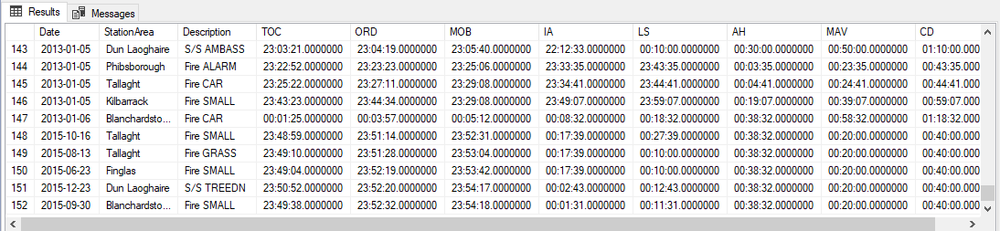 Results Messages
Date StationArea Description TOC ORD MOB IA LS AH MAV CD
143 2013-01-05 Dun Laoghaire S/S AMBASS 23:03:21.0000000 23:04:19.0000000 23:05:40.0000000 22:12:33.0000000 00:10:00.0000000 00:30:00.0000000 00:50:00.0000000 01:10:00.000
144 2013-01-05 Phibsborough Fire ALARM 23:22:52.0000000 23:23:23.0000000 23:25:06.0000000 23:33:35.0000000 23:43:35.0000000 00:03:35.0000000 00:23:35.0000000 00:43:35.000
145 2013-01-05 Tallaght Fire CAR 23:25:22.0000000 23:27:11.0000000 23:29:08.0000000 23:34:41.0000000 23:44:41.0000000 00:04:41.0000000 00:24:41.0000000 00:44:41.000
146 2013-01-05 Kilbarrack Fire SMALL 23:43:23.0000000 23:44:34.0000000 23:29:08.0000000 23:49:07.0000000 23:59:07.0000000 00:19:07.0000000 00:39:07.0000000 00:59:07.000
147 2013-01-06 Blanchardsto... Fire CAR 00:01:25.0000000 00:03:57.0000000 00:05:12.0000000 00:08:32.0000000 00:18:32.0000000 00:38:32.0000000 00:58:32.0000000 01:18:32.000
148 2015-10-16 Tallaght Fire SMALL 23:48:59.0000000 23:51:14.0000000 23:52:31.0000000 00:17:39.0000000 00:27:39.0000000 00:38:32.0000000 00:20:00.0000000 00:40:00.000
149 2015-08-13 Tallaght Fire GRASS 23:49:10.0000000 23:51:28.0000000 23:53:04.0000000 00:17:39.0000000 00:10:00.0000000 00:38:32.0000000 00:20:00.0000000 00:40:00.000
150 2015-06-23 Finglas Fire SMALL 23:49:04.0000000 23:52:19.0000000 23:53:42.0000000 00:17:39.0000000 00:10:00.0000000 00:38:32.0000000 00:20:00.0000000 00:40:00.000
151 2015-12-23 Dun Laoghaire S/S TREEDN 23:50:52.0000000 23:52:20.0000000 23:54:17.0000000 00:02:43.0000000 00:12:43.0000000 00:38:32.0000000 00:20:00.0000000 00:40:00.000
152 2015-09-30 Blanchardsto... Fire SMALL 23:49:38.0000000 23:52:32.0000000 23:54:18.0000000 00:01:31.0000000 00:11:31.0000000 00:38:32.0000000 00:20:00.0000000 00:40:00.000